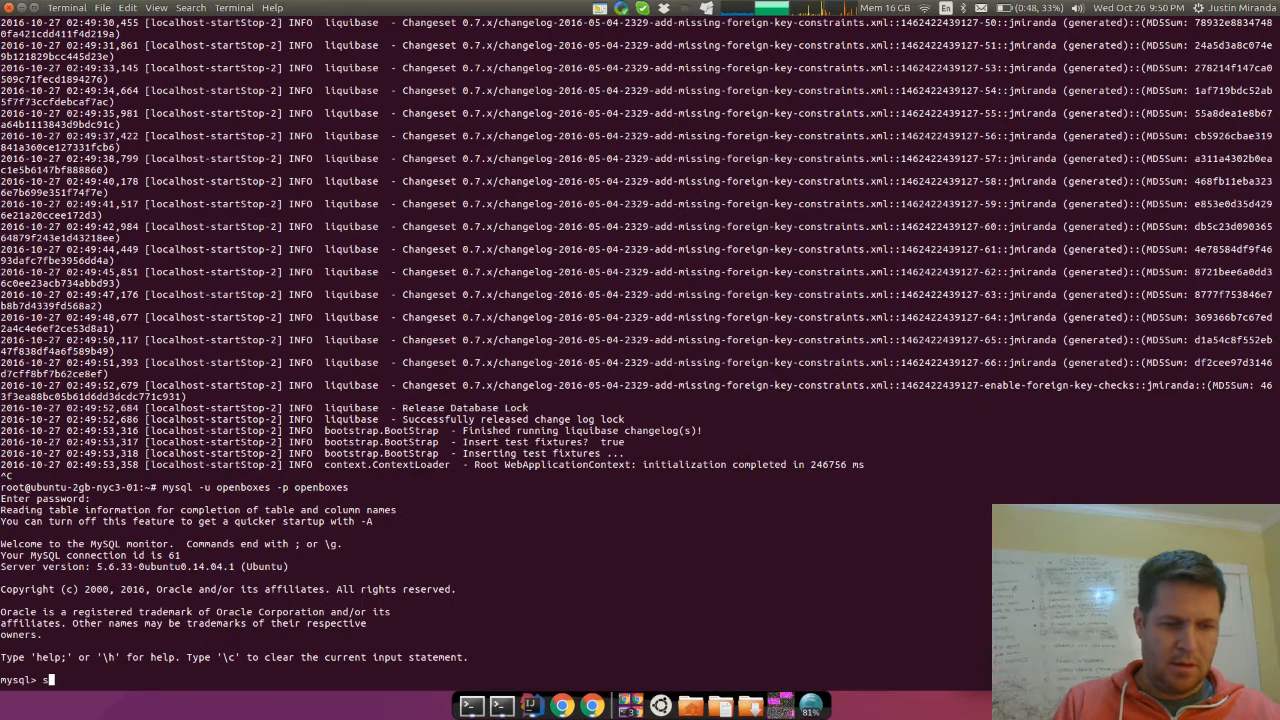 Terminal File Edit View Search Terminal Help Mem 16 GB En (0:48, 33%) Wed Oct 26 9:50 PM Justin Miranda
2016-10-27 02:49:30,455 [localhost-startStop-2] INFO liquibase - Changeset 0.7.x/changelog-2016-05-04-2329-add-missing-foreign-key-constraints.xml::1462422439127-50::jmiranda (generated)::(MD5Sum: 78932e8834748
0fa421cdd411f4d219a)
2016-10-27 02:49:31,861 [localhost-startStop-2] INFO liquibase - Changeset 0.7.x/changelog-2016-05-04-2329-add-missing-foreign-key-constraints.xml::1462422439127-51::jmiranda (generated)::(MD5Sum: 24a5d3a8c074e
9b121829bcc445d23e)
2016-10-27 02:49:33,145 [localhost-startStop-2] INFO liquibase - Changeset 0.7.x/changelog-2016-05-04-2329-add-missing-foreign-key-constraints.xml::1462422439127-53::jmiranda (generated)::(MD5Sum: 278214f147ca0
509c71fecd1894276)
2016-10-27 02:49:34,664 [localhost-startStop-2] INFO liquibase - Changeset 0.7.x/changelog-2016-05-04-2329-add-missing-foreign-key-constraints.xml::1462422439127-54::jmiranda (generated)::(MD5Sum: 1af719bdc52ab
5f7f73ccfdebcaf7ac)
2016-10-27 02:49:35,981 [localhost-startStop-2] INFO liquibase - Changeset 0.7.x/changelog-2016-05-04-2329-add-missing-foreign-key-constraints.xml::1462422439127-55::jmiranda (generated)::(MD5Sum: 55a8dea1e8b67
a64b1113843d9bdc91c)
2016-10-27 02:49:37,422 [localhost-startStop-2] INFO liquibase - Changeset 0.7.x/changelog-2016-05-04-2329-add-missing-foreign-key-constraints.xml::1462422439127-56::jmiranda (generated)::(MD5Sum: cb5926cbae319
841a360ce127331fcb6)
2016-10-27 02:49:38,799 [localhost-startStop-2] INFO liquibase - Changeset 0.7.x/changelog-2016-05-04-2329-add-missing-foreign-key-constraints.xml::1462422439127-57::jmiranda (generated)::(MD5Sum: a311a4302b0ea
c1e5b6147bf888860)
2016-10-27 02:49:40,178 [localhost-startStop-2] INFO liquibase - Changeset 0.7.x/changelog-2016-05-04-2329-add-missing-foreign-key-constraints.xml::1462422439127-58::jmiranda (generated)::(MD5Sum: 468fb11eba323
6e7b699e351f74f7e)
2016-10-27 02:49:41,517 [localhost-startStop-2] INFO liquibase - Changeset 0.7.x/changelog-2016-05-04-2329-add-missing-foreign-key-constraints.xml::1462422439127-59::jmiranda (generated)::(MD5Sum: e853e0d35d429
6e21a20ccee172d3)
2016-10-27 02:49:42,984 [localhost-startStop-2] INFO liquibase - Changeset 0.7.x/changelog-2016-05-04-2329-add-missing-foreign-key-constraints.xml::1462422439127-60::jmiranda (generated)::(MD5Sum: db5c23d090365
64879f243e1d43218ee)
2016-10-27 02:49:44,449 [localhost-startStop-2] INFO liquibase - Changeset 0.7.x/changelog-2016-05-04-2329-add-missing-foreign-key-constraints.xml::1462422439127-61::jmiranda (generated)::(MD5Sum: 4e78584df9f46
93dafc7fbe3956dd4a)
2016-10-27 02:49:45,851 [localhost-startStop-2] INFO liquibase - Changeset 0.7.x/changelog-2016-05-04-2329-add-missing-foreign-key-constraints.xml::1462422439127-62::jmiranda (generated)::(MD5Sum: 8721bee6a0dd3
6c0ee23acb734abbd93)
2016-10-27 02:49:47,176 [localhost-startStop-2] INFO liquibase - Changeset 0.7.x/changelog-2016-05-04-2329-add-missing-foreign-key-constraints.xml::1462422439127-63::jmiranda (generated)::(MD5Sum: 8777f753846e7
b8b7d4339fd568a2)
2016-10-27 02:49:48,677 [localhost-startStop-2] INFO liquibase - Changeset 0.7.x/changelog-2016-05-04-2329-add-missing-foreign-key-constraints.xml::1462422439127-64::jmiranda (generated)::(MD5Sum: 369366b7c67ed
2a4c4e6ef2ce53d8a1)
2016-10-27 02:49:50,117 [localhost-startStop-2] INFO liquibase - Changeset 0.7.x/changelog-2016-05-04-2329-add-missing-foreign-key-constraints.xml::1462422439127-65::jmiranda (generated)::(MD5Sum: d1a54c8f552eb
47f838df4a6f589b49)
2016-10-27 02:49:51,393 [localhost-startStop-2] INFO liquibase - Changeset 0.7.x/changelog-2016-05-04-2329-add-missing-foreign-key-constraints.xml::1462422439127-66::jmiranda (generated)::(MD5Sum: df2cee97d3146
d7cff8bf7b62ce8ef)
2016-10-27 02:49:52,679 [localhost-startStop-2] INFO liquibase - Changeset 0.7.x/changelog-2016-05-04-2329-add-missing-foreign-key-constraints.xml::1462422439127-enable-foreign-key-checks::jmiranda::(MD5Sum: 46
3f3ea88bc05b61d6dd3dcdc771c931)
2016-10-27 02:49:52,684 [localhost-startStop-2] INFO liquibase - Release Database Lock
2016-10-27 02:49:52,686 [localhost-startStop-2] INFO liquibase - Successfully released change log lock
2016-10-27 02:49:53,316 [localhost-startStop-2] INFO bootstrap.BootStrap - Finished running liquibase changelog(s)!
2016-10-27 02:49:53,317 [localhost-startStop-2] INFO bootstrap.BootStrap - Insert test fixtures? true
2016-10-27 02:49:53,318 [localhost-startStop-2] INFO bootstrap.BootStrap - Inserting test fixtures ...
2016-10-27 02:49:53,358 [localhost-startStop-2] INFO context.ContextLoader - Root WebApplicationContext: initialization completed in 246756 ms
^C
root@ubuntu-2gb-nyc3-01:~# mysql -u openboxes -p openboxes
Enter password:
Reading table information for completion of table and column names
You can turn off this feature to get a quicker startup with -A
Welcome to the MySQL monitor. Commands end with ; or \g.
Your MySQL connection id is 61
Server version: 5.6.33-0ubuntu0.14.04.1 (Ubuntu)
Copyright (c) 2000, 2016, Oracle and/or its affiliates. All rights reserved.
Oracle is a registered trademark of Oracle Corporation and/or its
affiliates. Other names may be trademarks of their respective
owners.
Type 'help;' or '\h' for help. Type '\c' to clear the current input statement.
mysql> s
81%